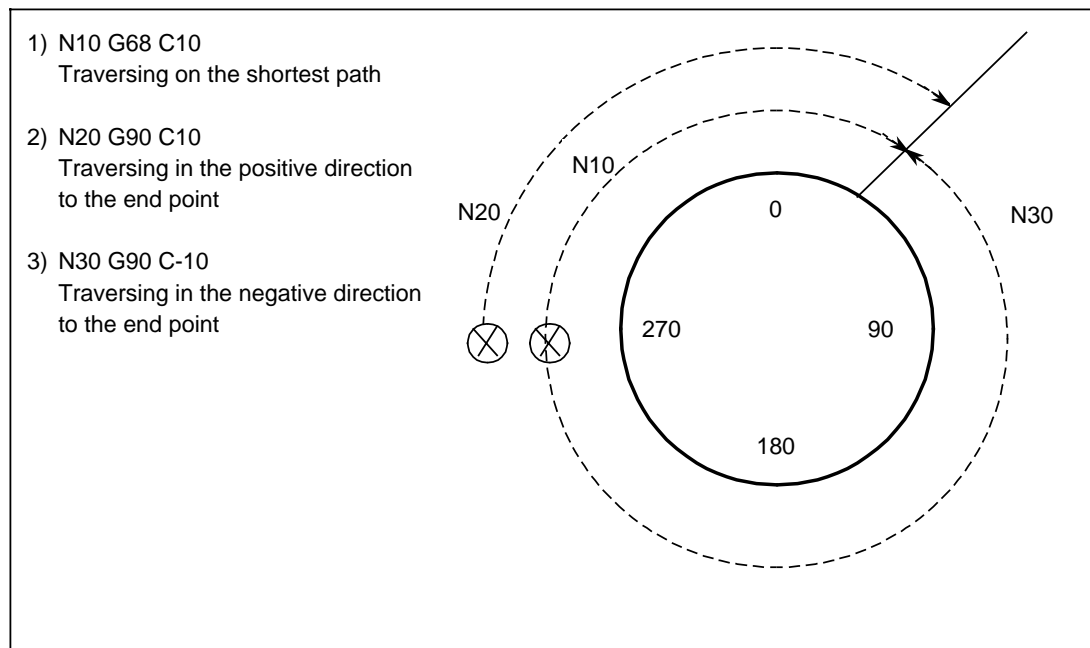 1) N10 G68 C10
Traversing on the shortest path
2) N20 G90 C10
Traversing in the positive direction
to the end point
3) N30 G90 C-10
Traversing in the negative direction
to the end point
N10
N20
N30
0
270
90
180